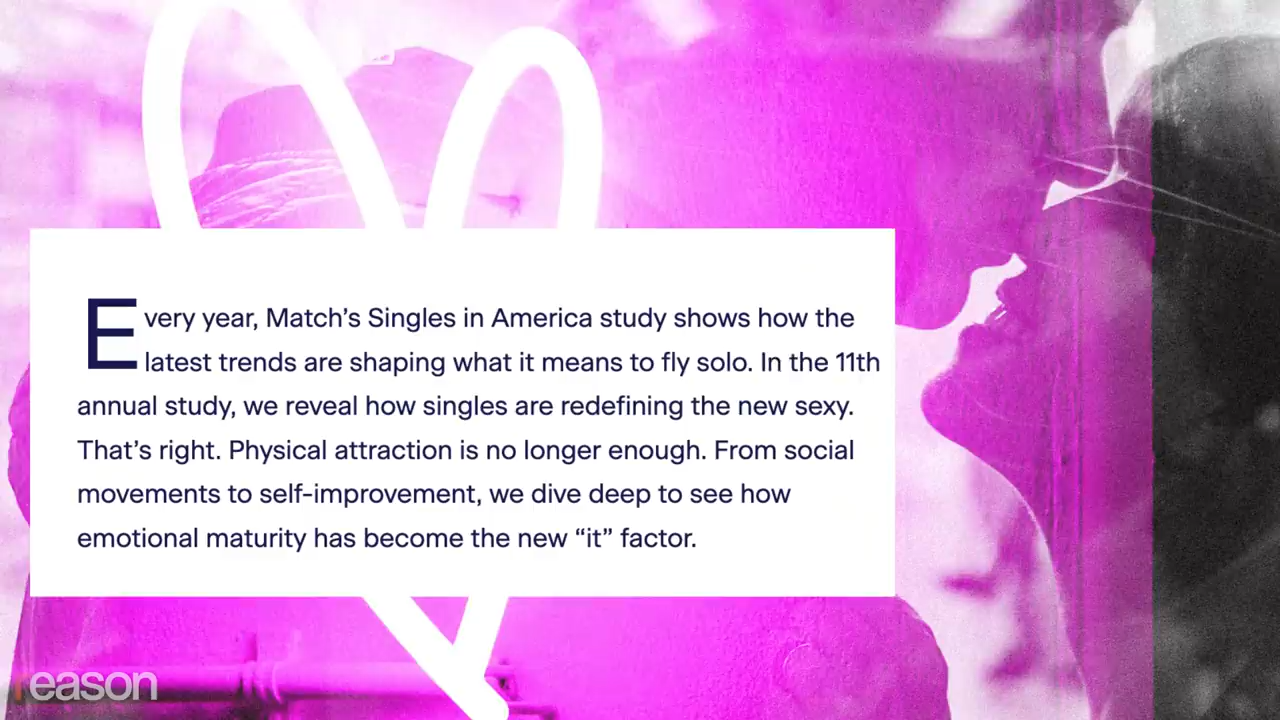 Every year, Match’s Singles in America study shows how the
latest trends are shaping what it means to fly solo. In the 11th
annual study, we reveal how singles are redefining the new sexy.
That’s right. Physical attraction is no longer enough. From social
movements to self-improvement, we dive deep to see how
emotional maturity has become the new “it” factor.
reason